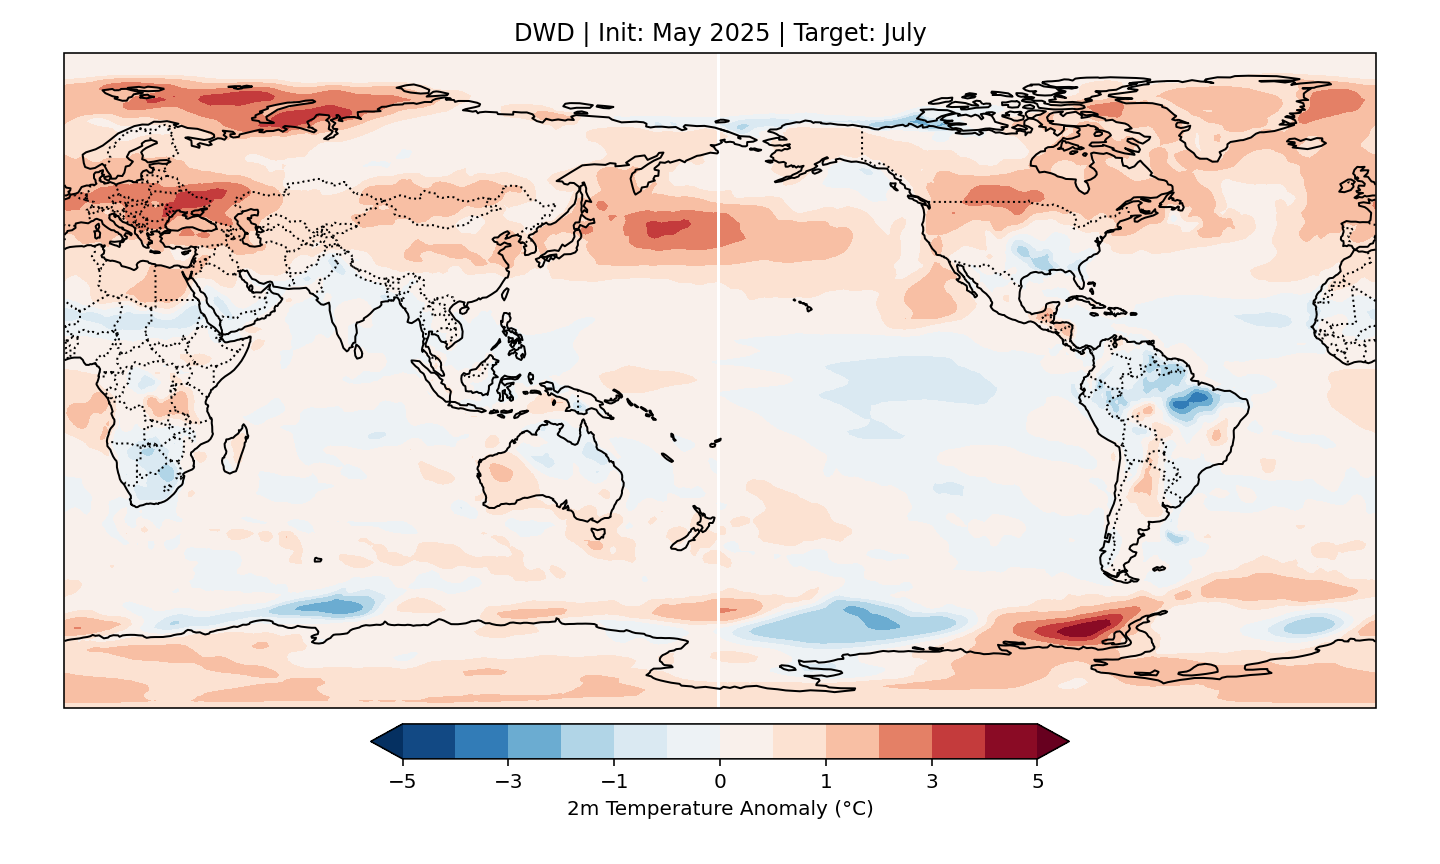 DWD | Init: May 2025 | Target: July
−5 −3 −1 0 1 3 5
2m Temperature Anomaly (°C)